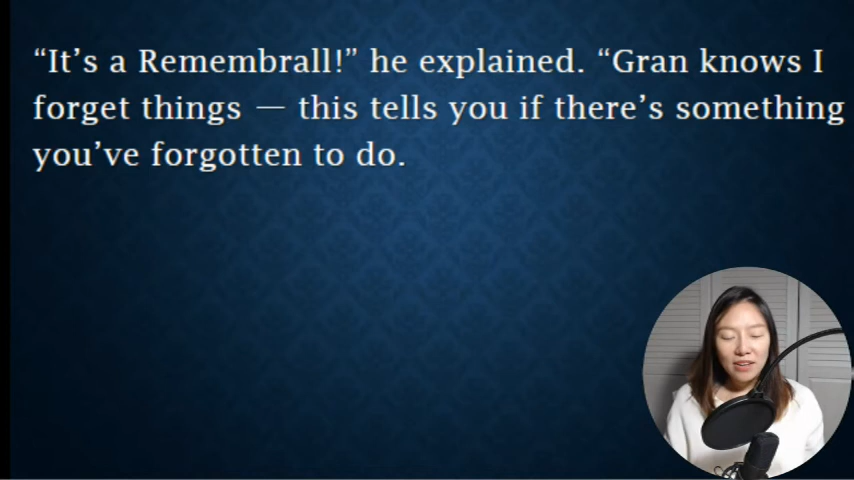 “It’s a Remembrall!” he explained. “Gran knows I
forget things — this tells you if there’s something
you’ve forgotten to do.